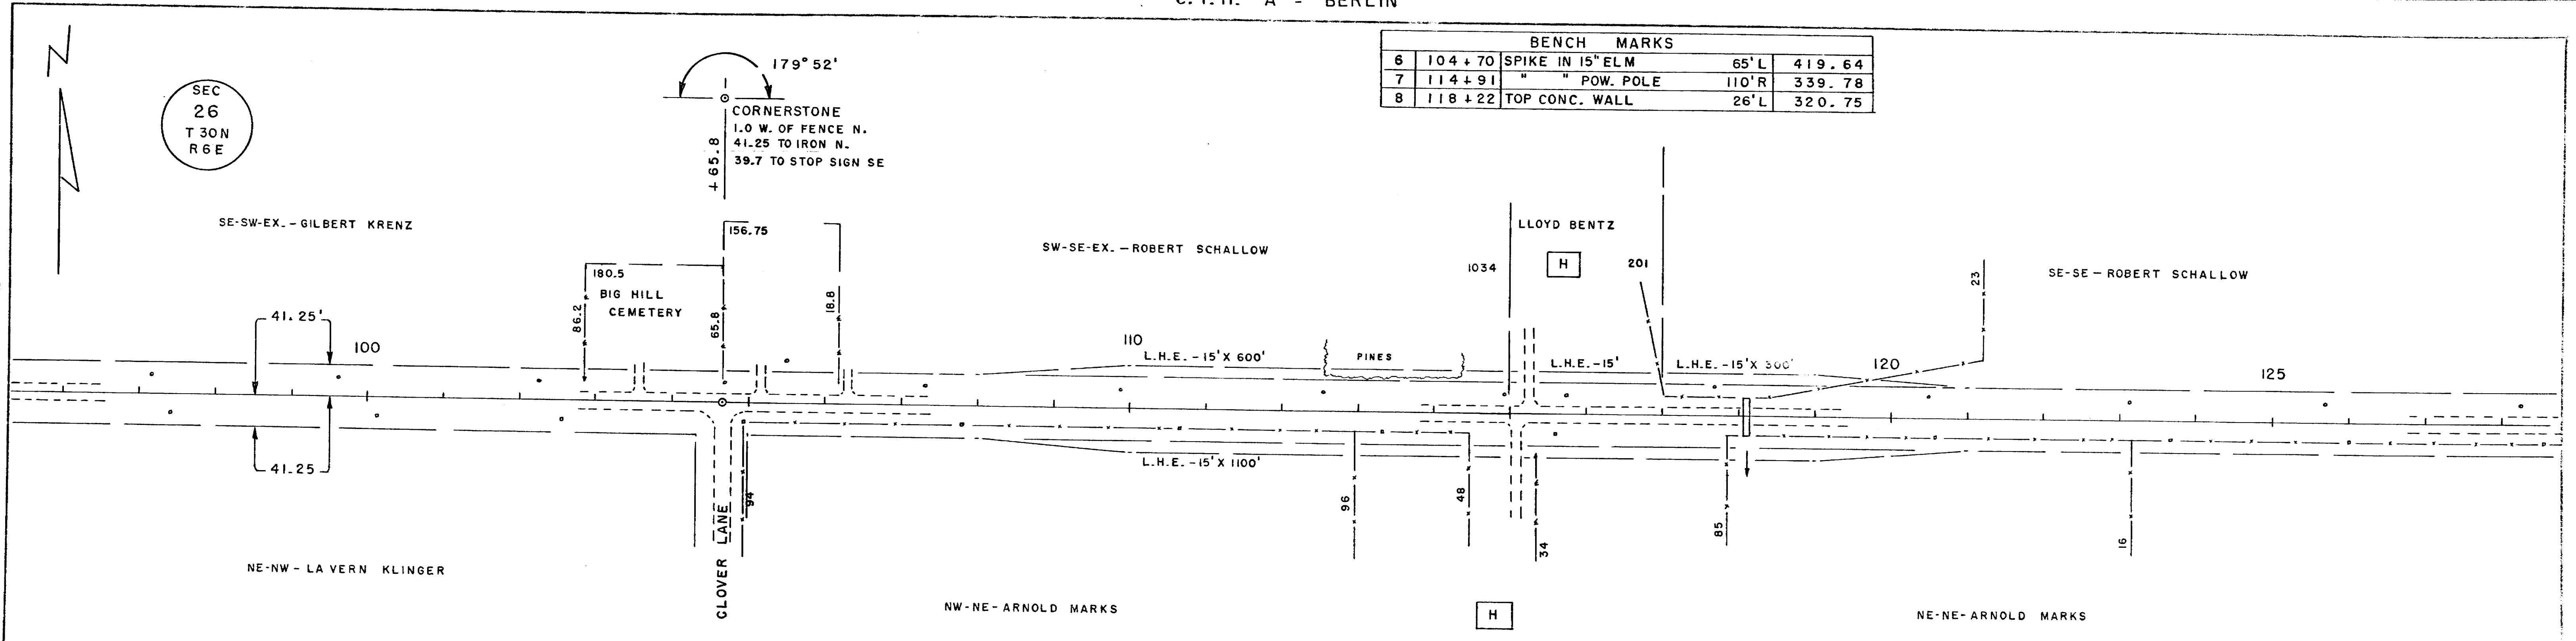 C.T.H. "A" - BERLIN
N
BENCH MARKS
6 104+70 SPIKE IN 15" ELM 65'L 419.64
7 114+91 " " POW. POLE 110'R 339.78
8 118+22 TOP CONC. WALL 26'L 320.75
SEC
26
T 30N
R 6E
179° 52'
CORNERSTONE
1.0 W. OF FENCE N.
41.25 TO IRON N.
39.7 TO STOP SIGN SE
+65.8
SE-SW-EX. - GILBERT KRENZ
156.75
SW-SE-EX. - ROBERT SCHALLOW
LLOYD BENTZ
H
1034
201
23
SE-SE - ROBERT SCHALLOW
180.5
BIG HILL
CEMETERY
86.2
65.8
18.8
41.25'
100
110
L.H.E. - 15' X 600'
PINES
L.H.E. - 15'
L.H.E. - 15' X 300'
120
125
41.25
L.H.E. - 15' X 1100'
94
96
48
34
85
16
CLOVER LANE
NE-NW - LA VERN KLINGER
NW-NE - ARNOLD MARKS
H
NE-NE - ARNOLD MARKS